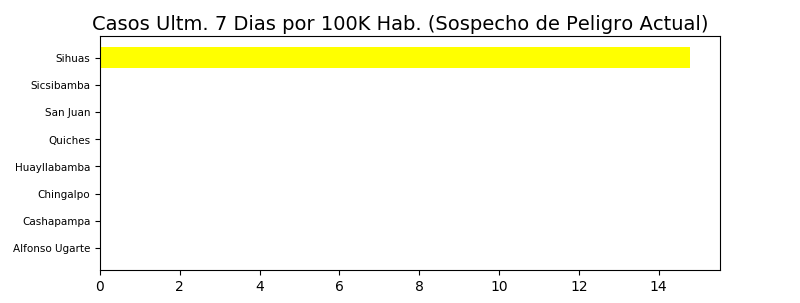 Casos Ultm. 7 Dias por 100K Hab. (Sospecho de Peligro Actual)
Sihuas
Sicsibamba
San Juan
Quiches
Huayllabamba
Chingalpo
Cashapampa
Alfonso Ugarte
0 2 4 6 8 10 12 14